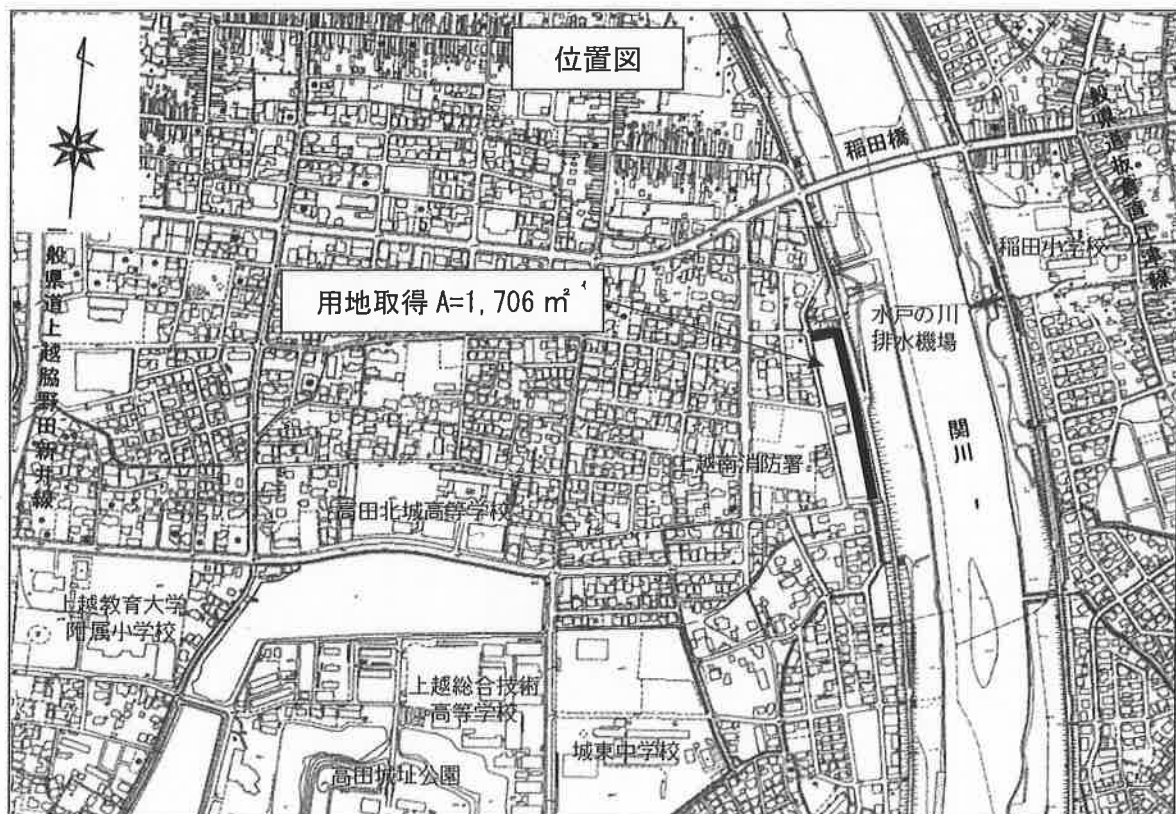 位置図
稲田橋
一般県道板倉直江津線
稲田小学校
一般県道上越脇野田新井線
用地取得 A=1,706 ㎡
水戸の川
排水機場
関川
上越南消防署
高田北城高等学校
上越教育大学
附属小学校
上越総合技術
高等学校
城東中学校
高田城址公園